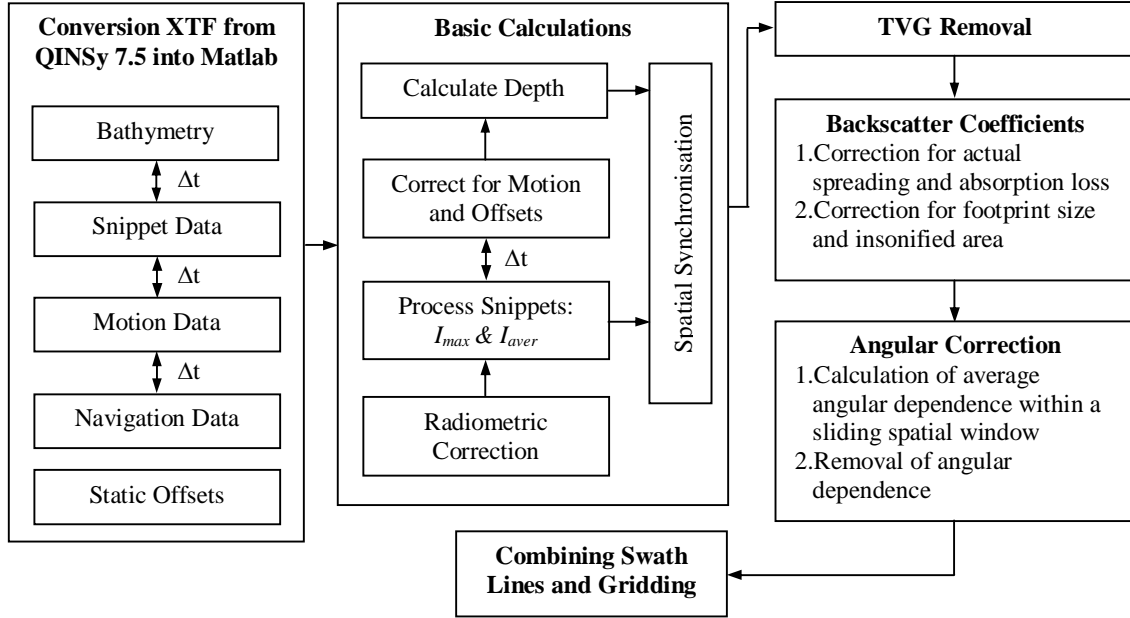 Conversion XTF from
QINSy 7.5 into Matlab
Bathymetry
Δt
Snippet Data
Δt
Motion Data
Δt
Navigation Data
Static Offsets
Basic Calculations
Calculate Depth
Correct for Motion
and Offsets
Δt
Process Snippets:
I_max & I_aver
Radiometric
Correction
Spatial Synchronisation
TVG Removal
Backscatter Coefficients
1.Correction for actual
spreading and absorption loss
2.Correction for footprint size
and insonified area
Angular Correction
1.Calculation of average
angular dependence within a
sliding spatial window
2.Removal of angular
dependence
Combining Swath
Lines and Gridding